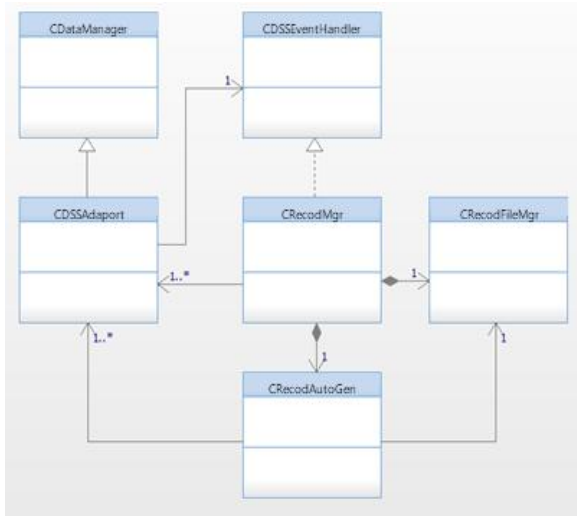 CDataManager
CDSSEventHandler
1
CDSSAdaport
CRecodMgr
CRecodFileMgr
1..*
1
1..*
1
1
CRecodAutoGen